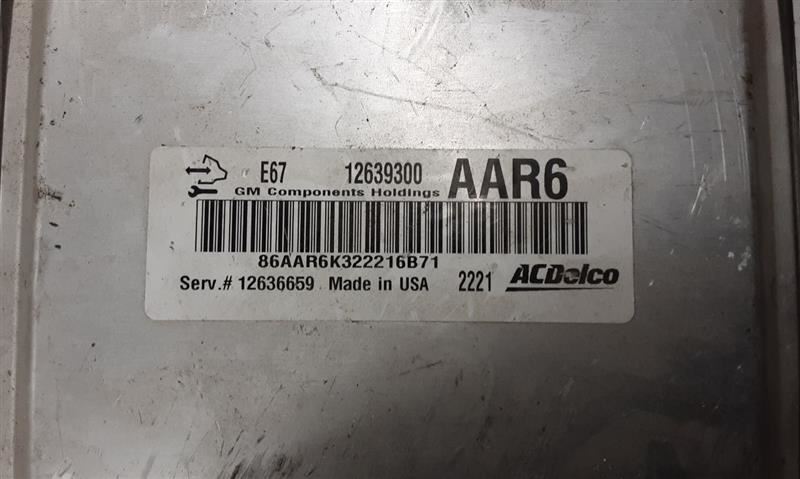 E67 12639300 AAR6
GM Components Holdings
86AAR6K322216B71
Serv.# 12636659 Made in USA 2221 ACDelco